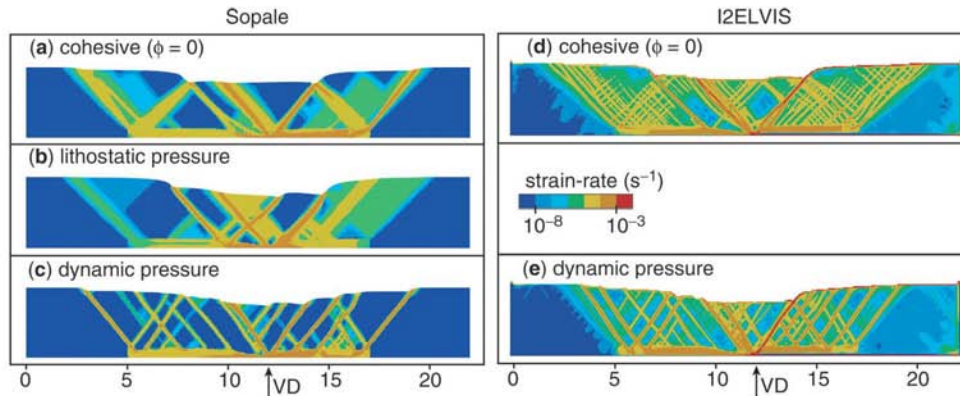 Sopale
(a) cohesive (ϕ = 0)
(b) lithostatic pressure
(c) dynamic pressure
0 5 10 15 20
VD
I2ELVIS
(d) cohesive (ϕ = 0)
strain-rate (s⁻¹)
10⁻⁸ 10⁻³
(e) dynamic pressure
0 5 10 15 20
VD